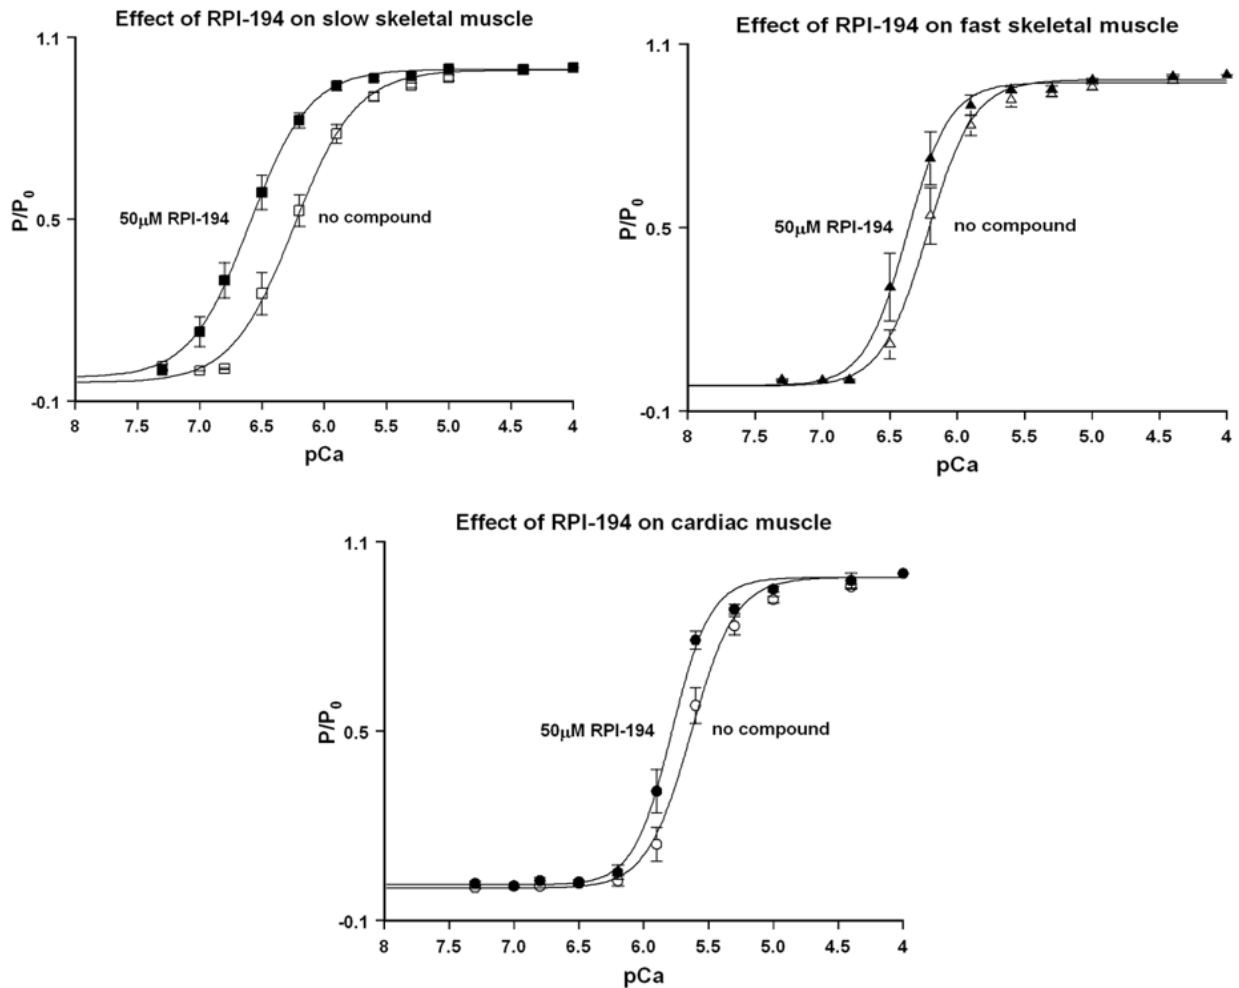 Effect of RPI-194 on slow skeletal muscle
1.1
0.5
-0.1
P/P0
50μM RPI-194
no compound
8 7.0 6.5 6.0 5.5 5.0 4.5 4
pCa
Effect of RPI-194 on fast skeletal muscle
1.1
0.5
-0.1
P/P0
50μM RPI-194
no compound
8 7.5 7.0 6.5 6.0 5.5 5.0 4.5 4
pCa
Effect of RPI-194 on cardiac muscle
1.1
0.5
-0.1
P/P0
50μM RPI-194
no compound
8 7.5 7.0 6.5 6.0 5.5 5.0 4.5 4
pCa